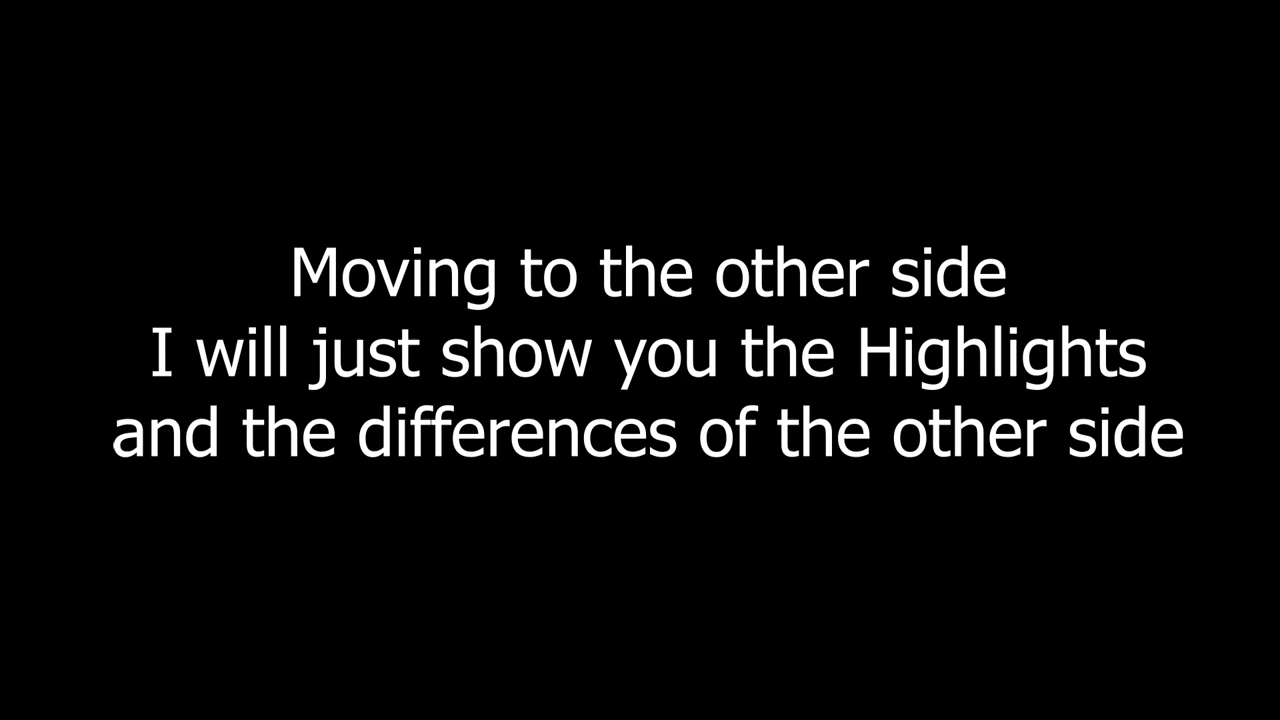 Moving to the other side
I will just show you the Highlights
and the differences of the other side